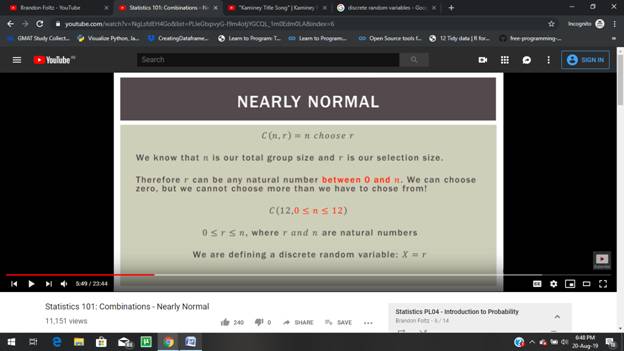 Brandon Foltz - YouTube
Statistics 101: Combinations - N
"Kaminey Title Song" | Kaminey
discrete random variables - Goo
youtube.com/watch?v=NgLsfdEtH4Go&list=PLIeGtxpvyG-I9m4otjYGCQL_1m0Edm0LA&index=6
Incognito
GMAT Study Collect...
Visualize Python, Ja...
CreatingDataframe...
Learn to Program: T...
Learn to Program...
Open Source tools f...
12 Tidy data | R for...
free-programming-...
YouTube
Search
SIGN IN
NEARLY NORMAL
C(n,r) = n choose r
We know that n is our total group size and r is our selection size.
Therefore r can be any natural number between 0 and n. We can choose
zero, but we cannot choose more than we have to chose from!
C(12,0 ≤ n ≤ 12)
0 ≤ r ≤ n, where r and n are natural numbers
We are defining a discrete random variable: X = r
5:49 / 23:44
Statistics 101: Combinations - Nearly Normal
11,151 views
240
0
SHARE
SAVE
Statistics PL04 - Introduction to Probability
Brandon Foltz - 6 / 14
6:48 PM
20-Aug-19